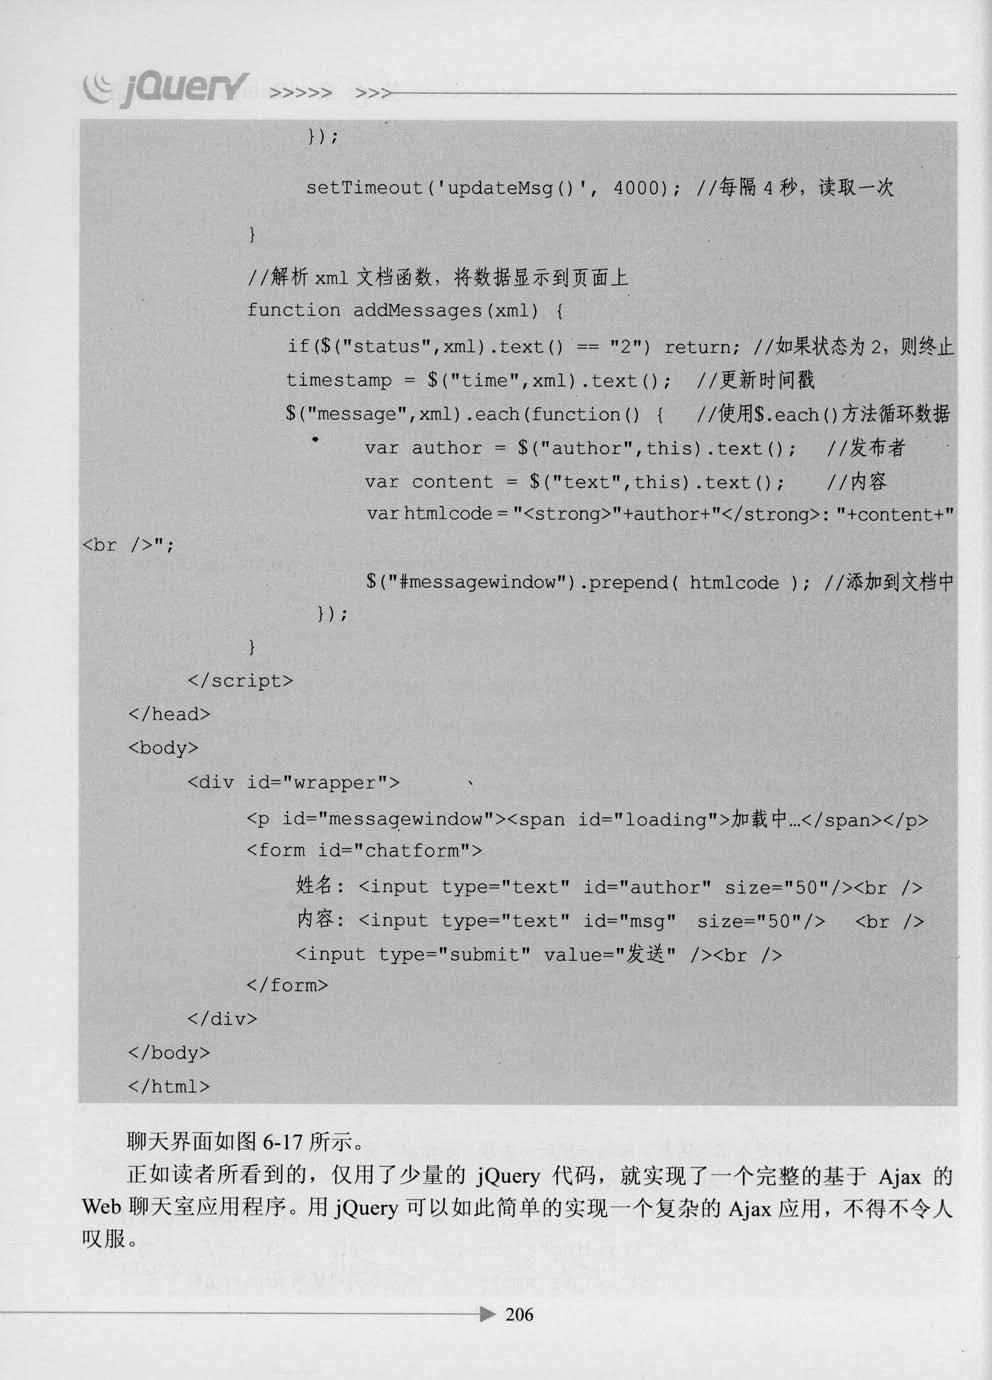 jQuery >>>>> >>>
});
setTimeout('updateMsg()', 4000); //每隔 4 秒，读取一次
}
//解析 xml 文档函数，将数据显示到页面上
function addMessages(xml) {
if($("status",xml).text() == "2") return; //如果状态为 2，则终止
timestamp = $("time",xml).text(); //更新时间戳
$("message",xml).each(function() { //使用$.each()方法循环数据
var author = $("author",this).text(); //发布者
var content = $("text",this).text(); //内容
var htmlcode = "<strong>"+author+"</strong>: "+content+"
<br />";
$("#messagewindow").prepend( htmlcode ); //添加到文档中
});
}
</script>
</head>
<body>
<div id="wrapper">
<p id="messagewindow"><span id="loading">加载中...</span></p>
<form id="chatform">
姓名: <input type="text" id="author" size="50"/><br />
内容: <input type="text" id="msg" size="50"/> <br />
<input type="submit" value="发送" /><br />
</form>
</div>
</body>
</html>
聊天界面如图 6-17 所示。
正如读者所看到的，仅用了少量的 jQuery 代码，就实现了一个完整的基于 Ajax 的
Web 聊天室应用程序。用 jQuery 可以如此简单的实现一个复杂的 Ajax 应用，不得不令人
叹服。
206